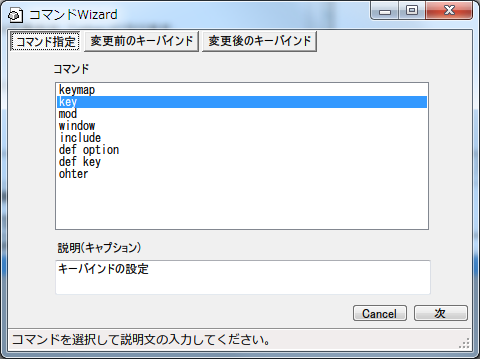 コマンドWizard
コマンド指定 変更前のキーバインド 変更後のキーバインド
コマンド
keymap
key
mod
window
include
def option
def key
ohter
説明(キャプション)
キーバインドの設定
Cancel 次
コマンドを選択して説明文の入力してください。